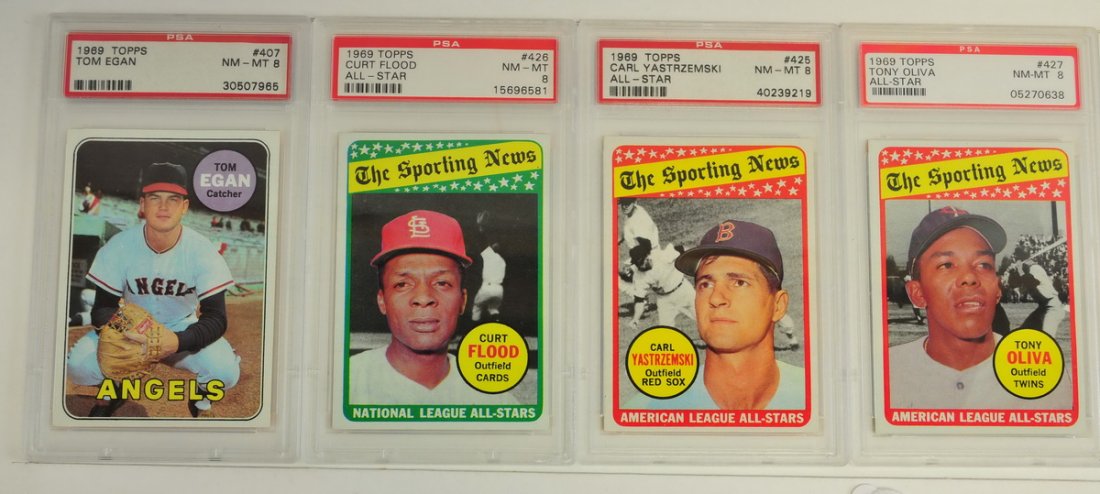 PSA
1969 TOPPS #407
TOM EGAN NM-MT 8
30507965
TOM
EGAN
Catcher
ANGELS
ANGELS
PSA
1969 TOPPS #426
CURT FLOOD NM-MT
ALL-STAR 8
15696581
The Sporting News
CURT
FLOOD
Outfield
CARDS
NATIONAL LEAGUE ALL-STARS
PSA
1969 TOPPS #425
CARL YASTRZEMSKI NM-MT 8
ALL-STAR
40239219
The Sporting News
B
CARL
YASTRZEMSKI
Outfield
RED SOX
AMERICAN LEAGUE ALL-STARS
PSA
1969 TOPPS #427
TONY OLIVA NM-MT 8
ALL-STAR
05270638
The Sporting News
TONY
OLIVA
Outfield
TWINS
AMERICAN LEAGUE ALL-STARS